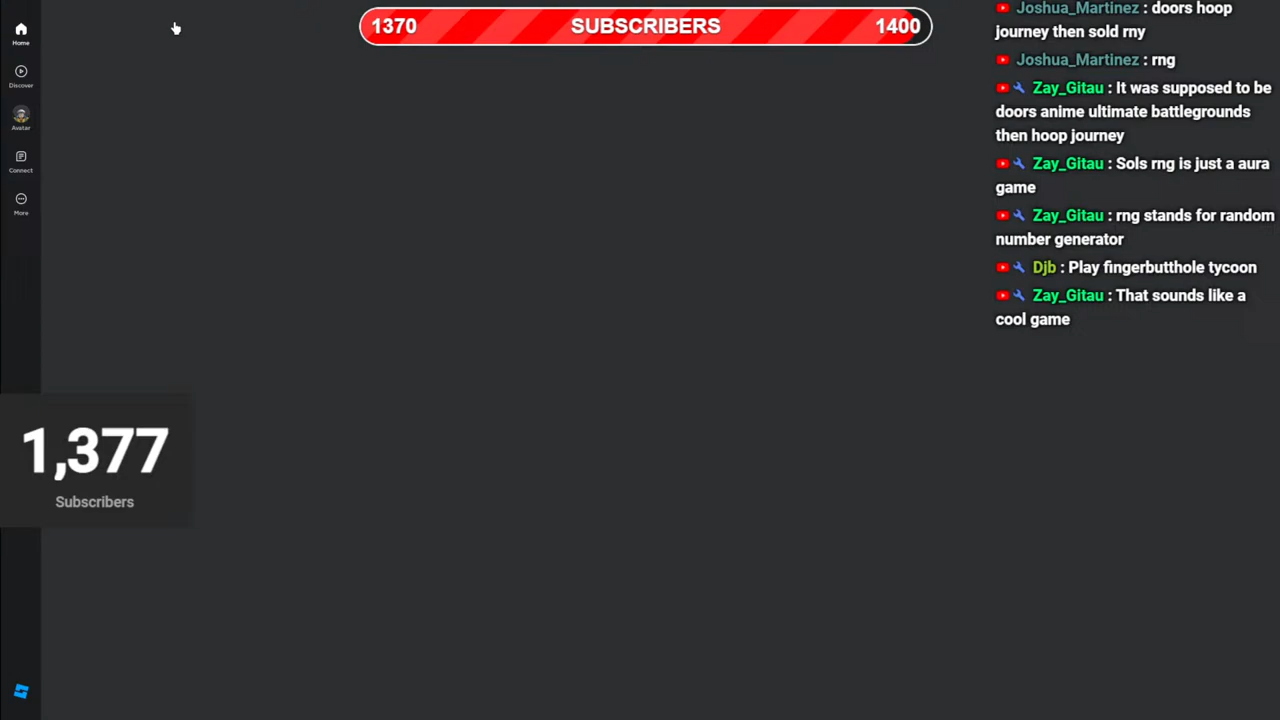 Home
Discover
Avatar
Connect
More
1370 SUBSCRIBERS 1400
1,377
Subscribers
Joshua_Martinez : doors hoop
journey then sold rny
Joshua_Martinez : rng
Zay_Gitau : It was supposed to be
doors anime ultimate battlegrounds
then hoop journey
Zay_Gitau : Sols rng is just a aura
game
Zay_Gitau : rng stands for random
number generator
Djb : Play fingerbutthole tycoon
Zay_Gitau : That sounds like a
cool game